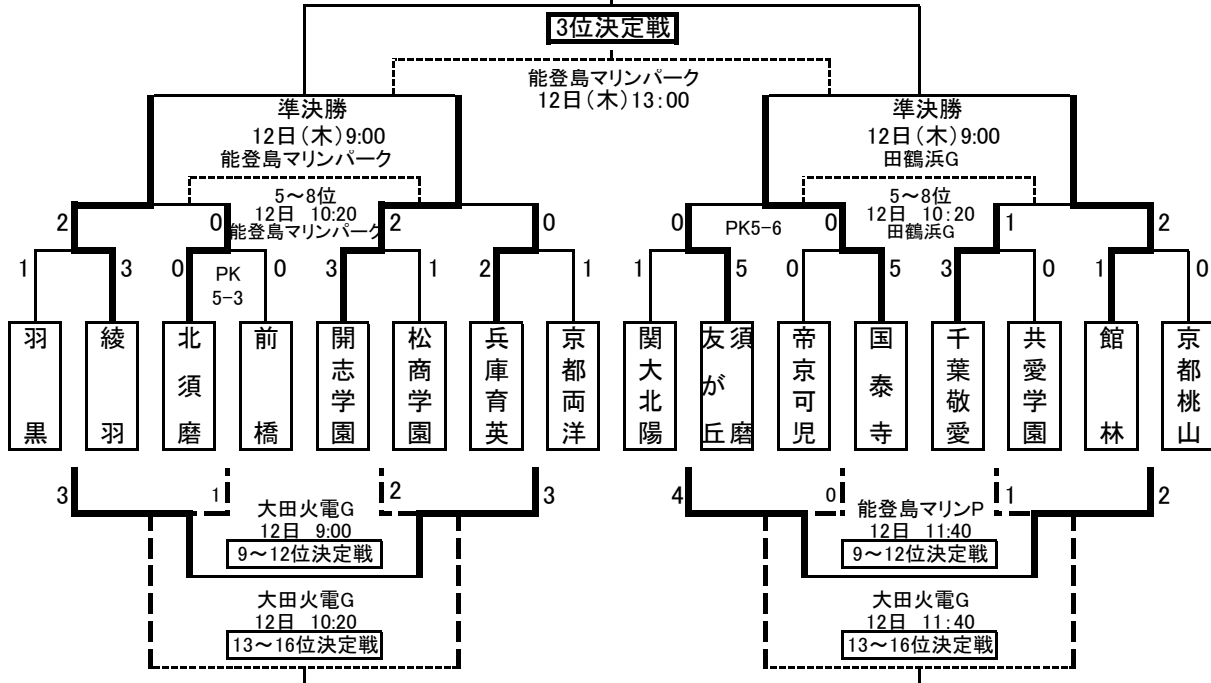 3位決定戦
能登島マリンパーク
12日(木)13:00
準決勝
12日(木)9:00
能登島マリンパーク
準決勝
12日(木)9:00
田鶴浜G
5~8位
12日 10:20
能登島マリンパーク
5~8位
12日 10:20
田鶴浜G
2 0 2 0 0 PK5-6 0 1 2
1 3 0 PK 0 3 1 2 1 1 5 0 5 3 0 1 0
5-3
羽黒
綾羽
北須磨
前橋
開志学園
松商学園
兵庫育英
京都両洋
関大北陽
須磨
友が丘
帝京可児
国泰寺
千葉敬愛
共愛学園
館林
京都桃山
3 1 2 3 4 0 1 2
大田火電G
12日 9:00
9~12位決定戦
能登島マリンP
12日 11:40
9~12位決定戦
大田火電G
12日 10:20
13~16位決定戦
大田火電G
12日 11:40
13~16位決定戦